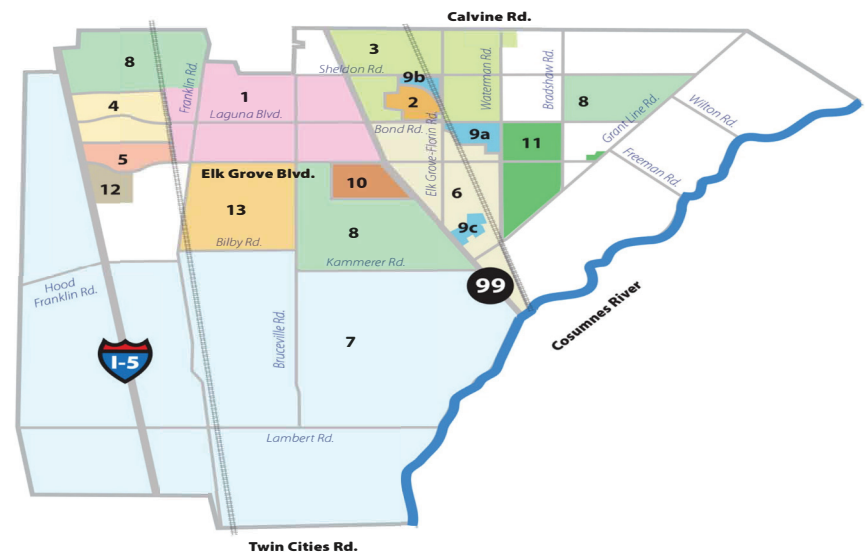 Calvine Rd.
8
3
Sheldon Rd.
9b
Franklin Rd.
Waterman Rd.
Bradshaw Rd.
4
1
2
8
Laguna Blvd.
Grant Line Rd.
Wilton Rd.
Bond Rd.
9a
11
5
Elk Grove Blvd.
Elk Grove-Florin Rd.
Freeman Rd.
12
10
6
13
9c
8
Bilby Rd.
Kammerer Rd.
Hood
Franklin Rd.
99
Cosumnes River
I-5
Bruceville Rd.
7
Lambert Rd.
Twin Cities Rd.